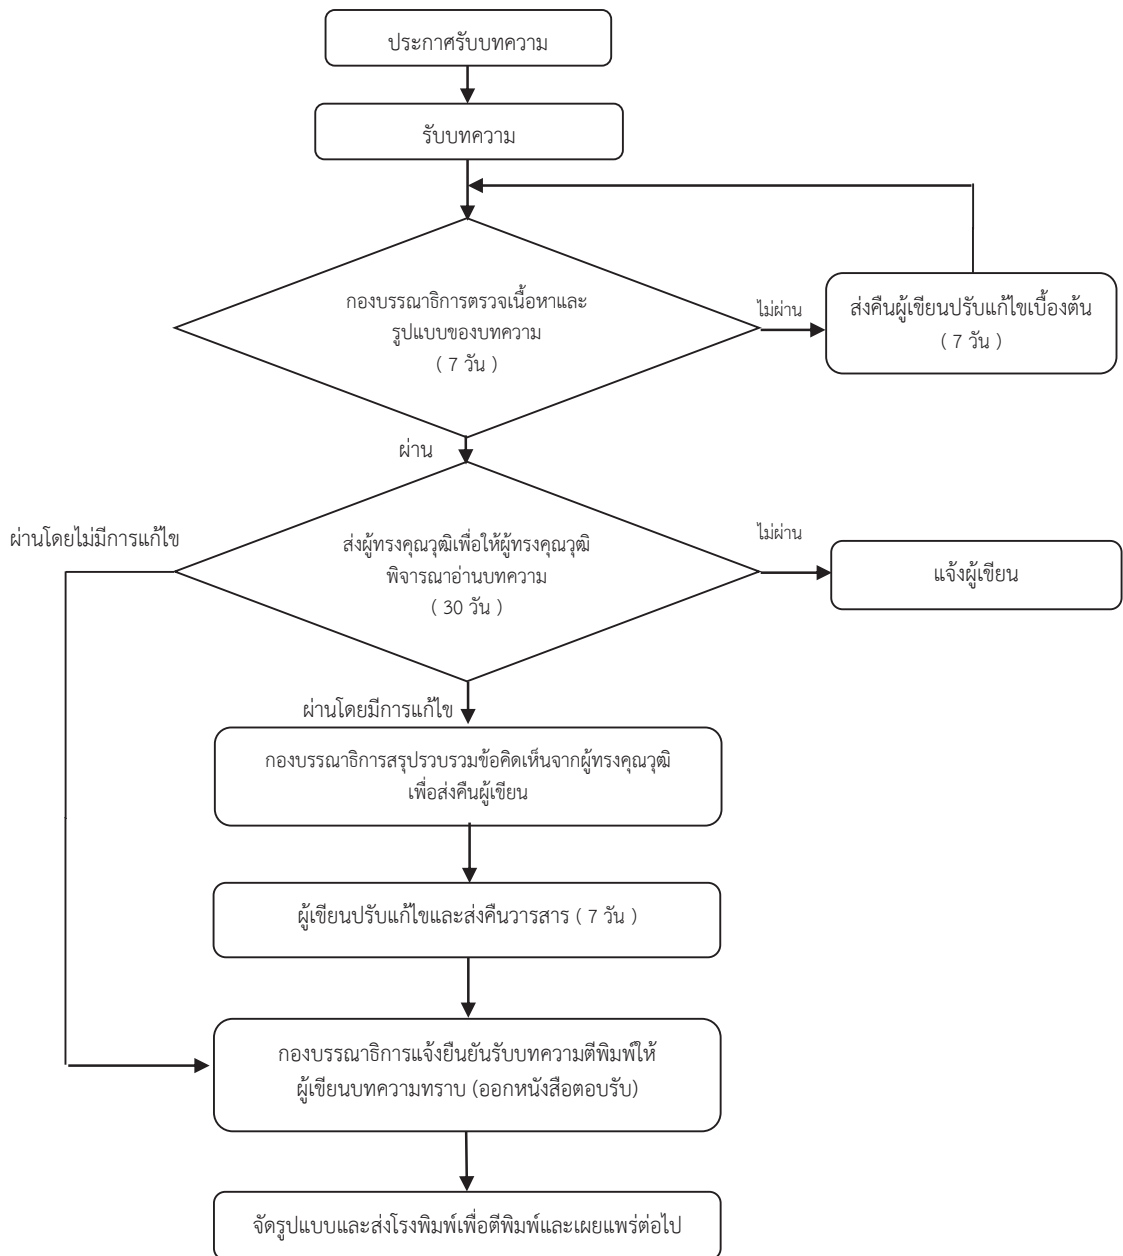 ประกาศรับบทความ
รับบทความ
กองบรรณาธิการตรวจเนื้อหาและ
รูปแบบของบทความ
( 7 วัน )
ไม่ผ่าน
ส่งคืนผู้เขียนปรับแก้ไขเบื้องต้น
( 7 วัน )
ผ่าน
ผ่านโดยไม่มีการแก้ไข
ส่งผู้ทรงคุณวุฒิเพื่อให้ผู้ทรงคุณวุฒิ
พิจารณาอ่านบทความ
( 30 วัน )
ไม่ผ่าน
แจ้งผู้เขียน
ผ่านโดยมีการแก้ไข
กองบรรณาธิการสรุปรวบรวมข้อคิดเห็นจากผู้ทรงคุณวุฒิ
เพื่อส่งคืนผู้เขียน
ผู้เขียนปรับแก้ไขและส่งคืนวารสาร ( 7 วัน )
กองบรรณาธิการแจ้งยืนยันรับบทความตีพิมพ์ให้
ผู้เขียนบทความทราบ (ออกหนังสือตอบรับ)
จัดรูปแบบและส่งโรงพิมพ์เพื่อตีพิมพ์และเผยแพร่ต่อไป